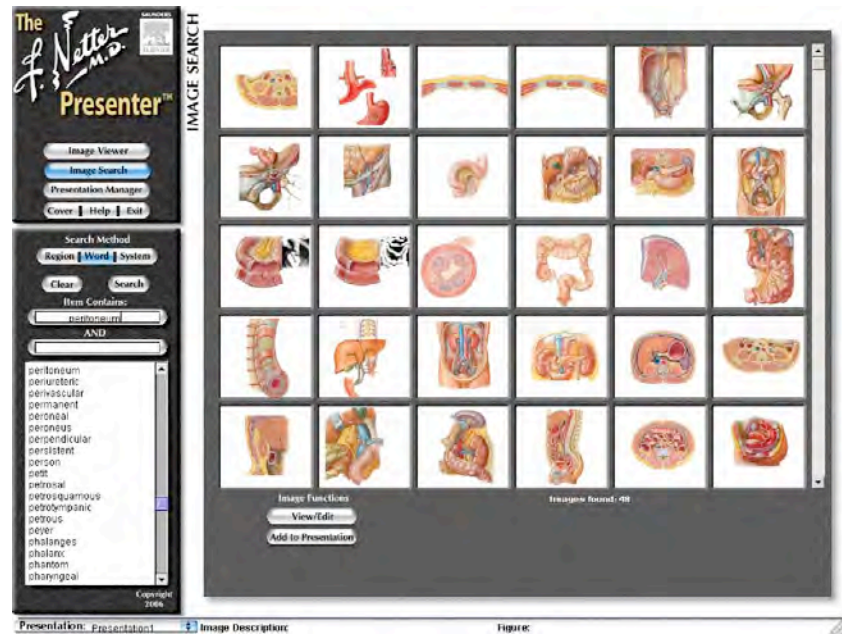 The
SAUNDERS
ELSEVIER
F. Netter
M.D.
Presenter™
Image Viewer
Image Search
Presentation Manager
Cover Help Exit
Search Method
Region Word System
Clear Search
Item Contains:
peritoneum
AND
peritoneum
periureteric
perivascular
permanent
peroneal
peroneus
perpendicular
persistent
person
petit
petrosal
petrosquamous
petrotympanic
petrous
peyer
phalanges
phalanx
phantom
pharyngeal
Copyright
2006
IMAGE SEARCH
Image Functions
View/Edit
Add to Presentation
Images found: 48
Presentation: Presentation1
Image Description:
Figure: